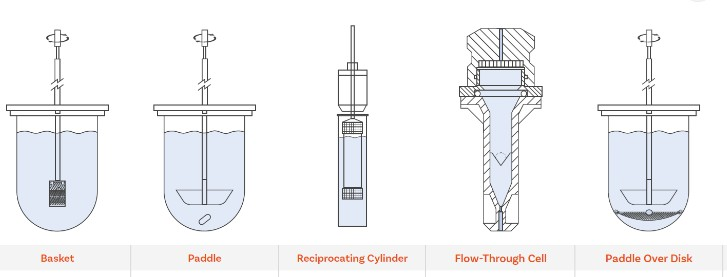 Basket
Paddle
Reciprocating Cylinder
Flow-Through Cell
Paddle Over Disk